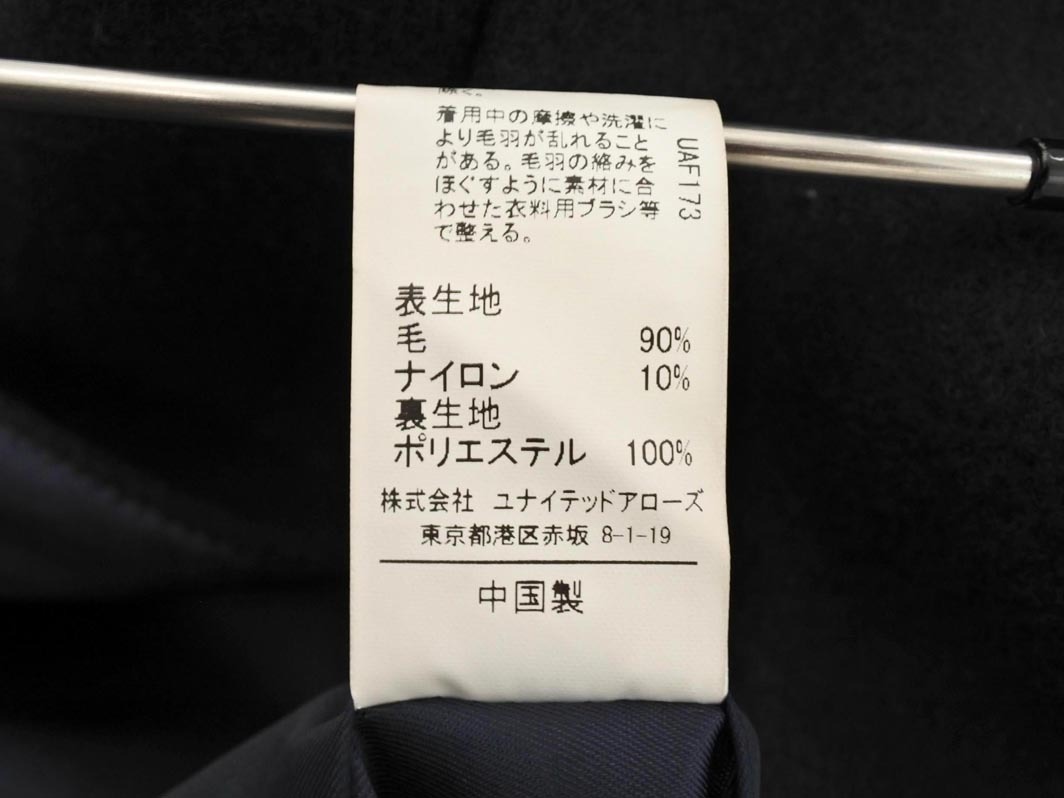 除く。
着用中の摩擦や洗濯に
より毛羽が乱れること
がある。毛羽の絡みを
ほぐすように素材に合
わせた衣料用ブラシ等
で整える。
UAF173
表生地
毛 90%
ナイロン 10%
裏生地
ポリエステル 100%
株式会社 ユナイテッドアローズ
東京都港区赤坂 8-1-19
中国製